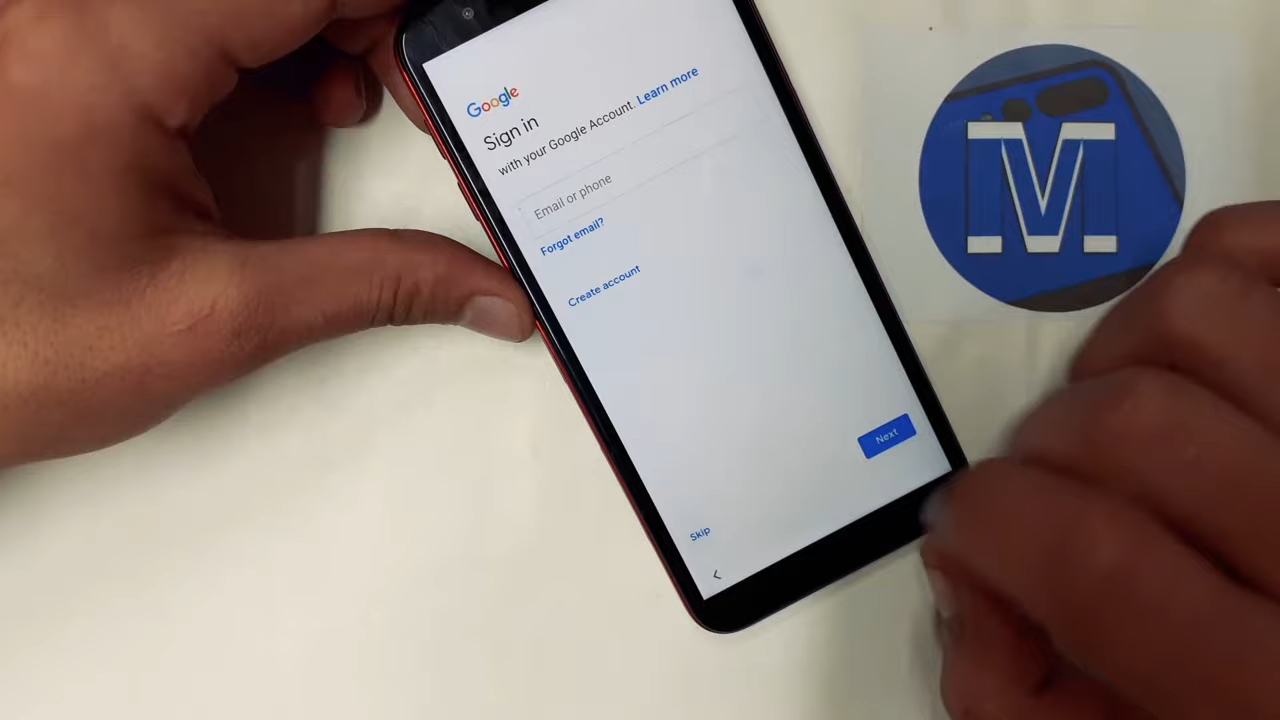 Google
Sign in
with your Google Account. Learn more
Email or phone
Forgot email?
Create account
Next
Skip
M